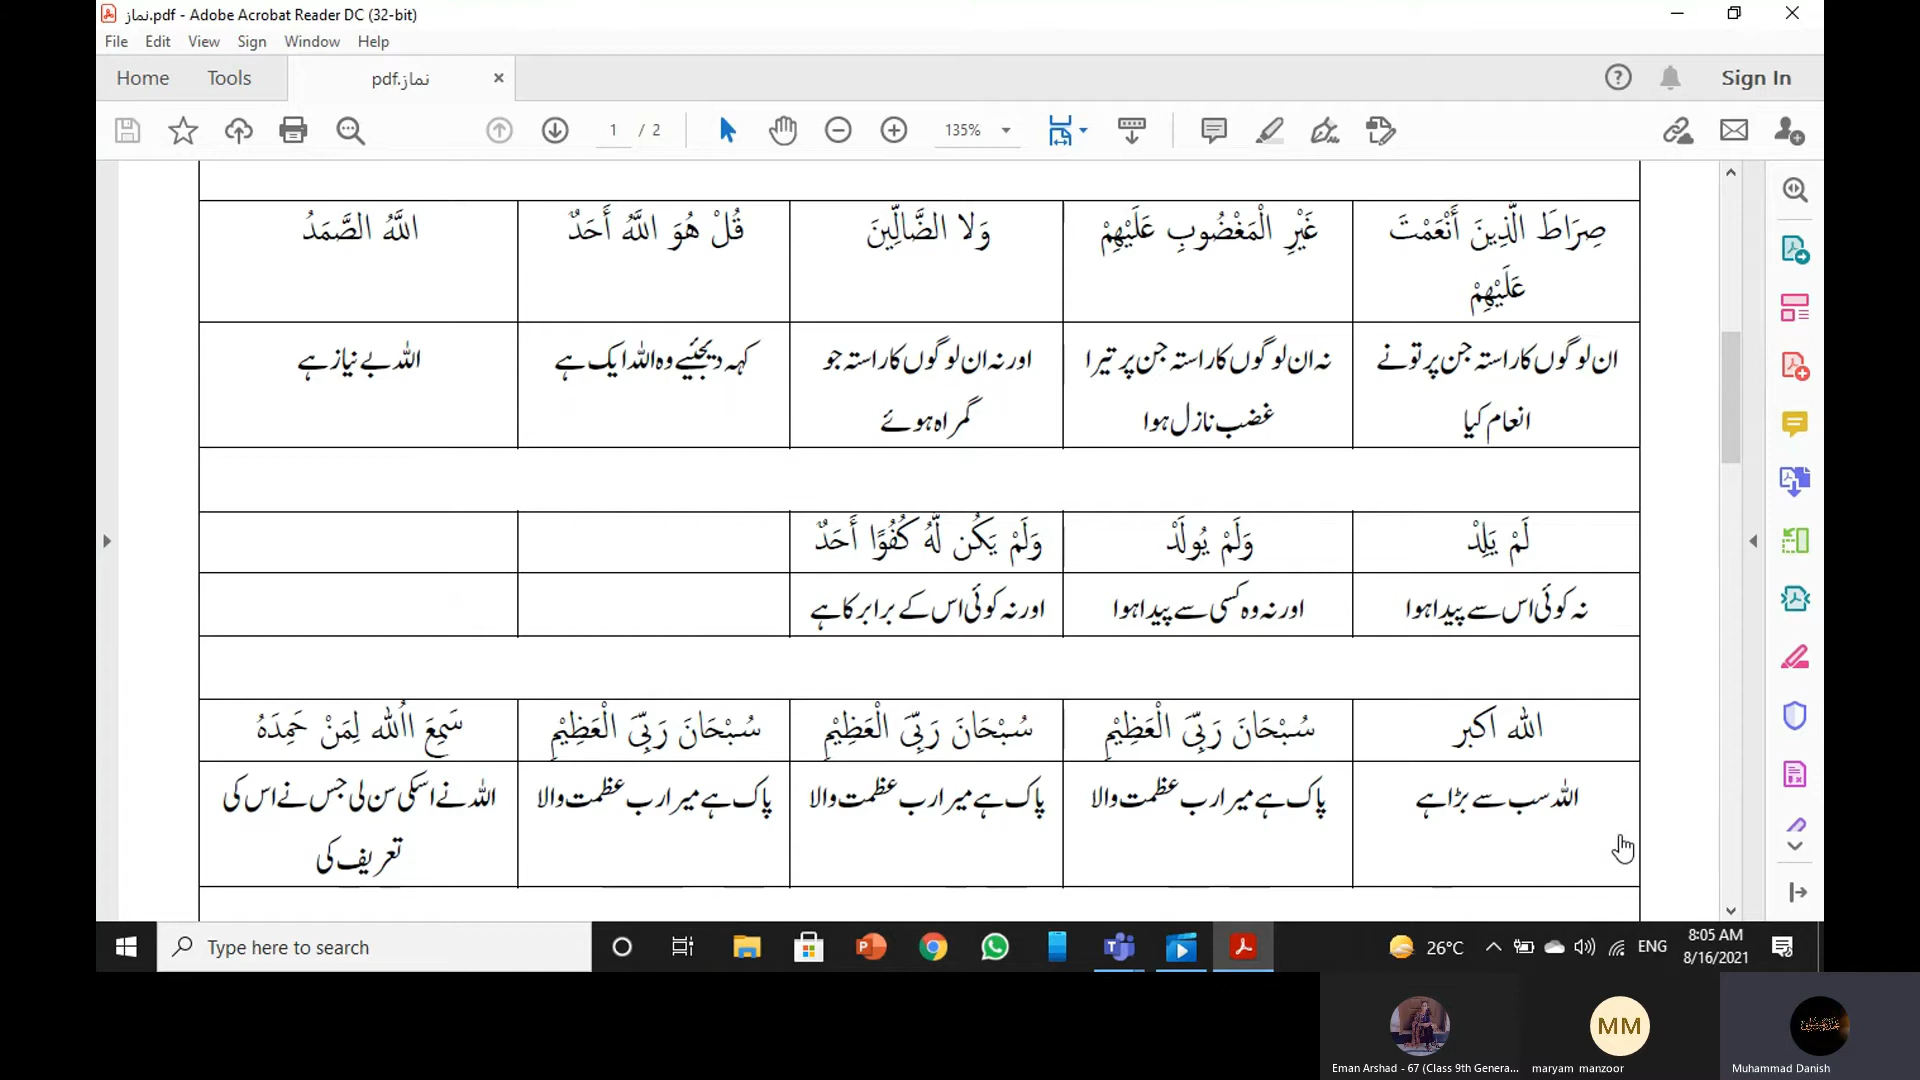 نماز.pdf - Adobe Acrobat Reader DC (32-bit)
File Edit View Sign Window Help
Home Tools نماز.pdf Sign In
1 / 2 135%
صِرَاطَ الَّذِينَ أَنْعَمْتَ
عَلَيْهِمْ
غَيْرِ الْمَغْضُوبِ عَلَيْهِمْ
وَلا الضَّالِّينَ
قُلْ هُوَ اللَّهُ أَحَدٌ
اللَّهُ الصَّمَدُ
ان لوگوں کا راستہ جن پر تو نے
انعام کیا
نہ ان لوگوں کا راستہ جن پر تیرا
غضب نازل ہوا
اور نہ ان لوگوں کا راستہ جو
گمراہ ہوئے
کہہ دیجئیے وہ اللہ ایک ہے
اللہ بے نیاز ہے
لَمْ يَلِدْ
وَلَمْ يُولَدْ
وَلَمْ يَكُن لَّهُ كُفُوًا أَحَدٌ
نہ کوئی اس سے پیدا ہوا
اور نہ وہ کسی سے پیدا ہوا
اور نہ کوئی اس کے برابر کا ہے
اللہ اکبر
سُبْحَانَ رَبِّيَ الْعَظِيْمِ
سُبْحَانَ رَبِّيَ الْعَظِيْمِ
سُبْحَانَ رَبِّيَ الْعَظِيْمِ
سَمِعَ اُللہ لِمَنْ حَمِدَهُ
اللہ سب سے بڑا ہے
پاک ہے میرا رب عظمت والا
پاک ہے میرا رب عظمت والا
پاک ہے میرا رب عظمت والا
اللہ نے اسکی سن لی جس نے اس کی
تعریف کی
Type here to search
26°C ENG
8:05 AM
8/16/2021
Eman Arshad - 67 (Class 9th Genera...
MM
maryam manzoor
Muhammad Danish